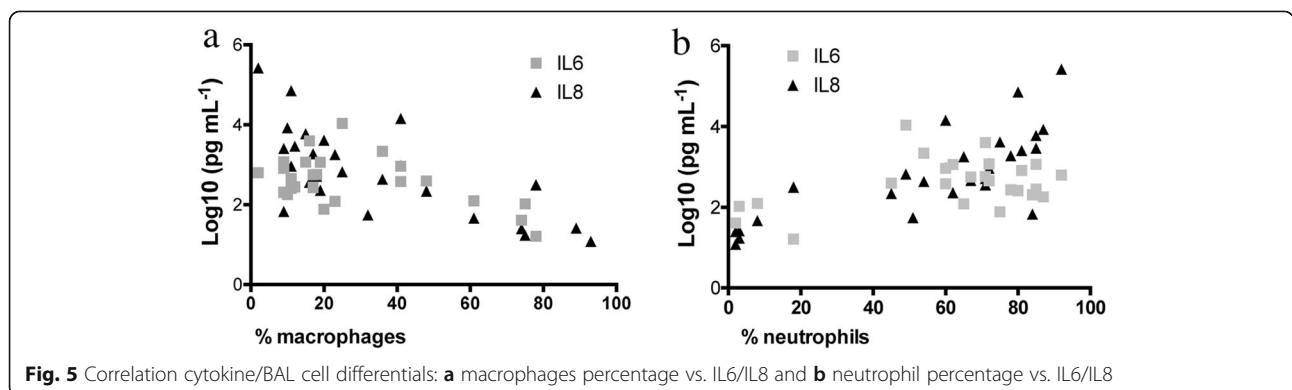 a
6
4
2
0
Log10 (pg mL-1)
IL6
IL8
0 20 40 60 80 100
% macrophages
b
6
4
2
0
Log10 (pg mL-1)
IL6
IL8
0 20 40 60 80 100
% neutrophils
Fig. 5 Correlation cytokine/BAL cell differentials: a macrophages percentage vs. IL6/IL8 and b neutrophil percentage vs. IL6/IL8